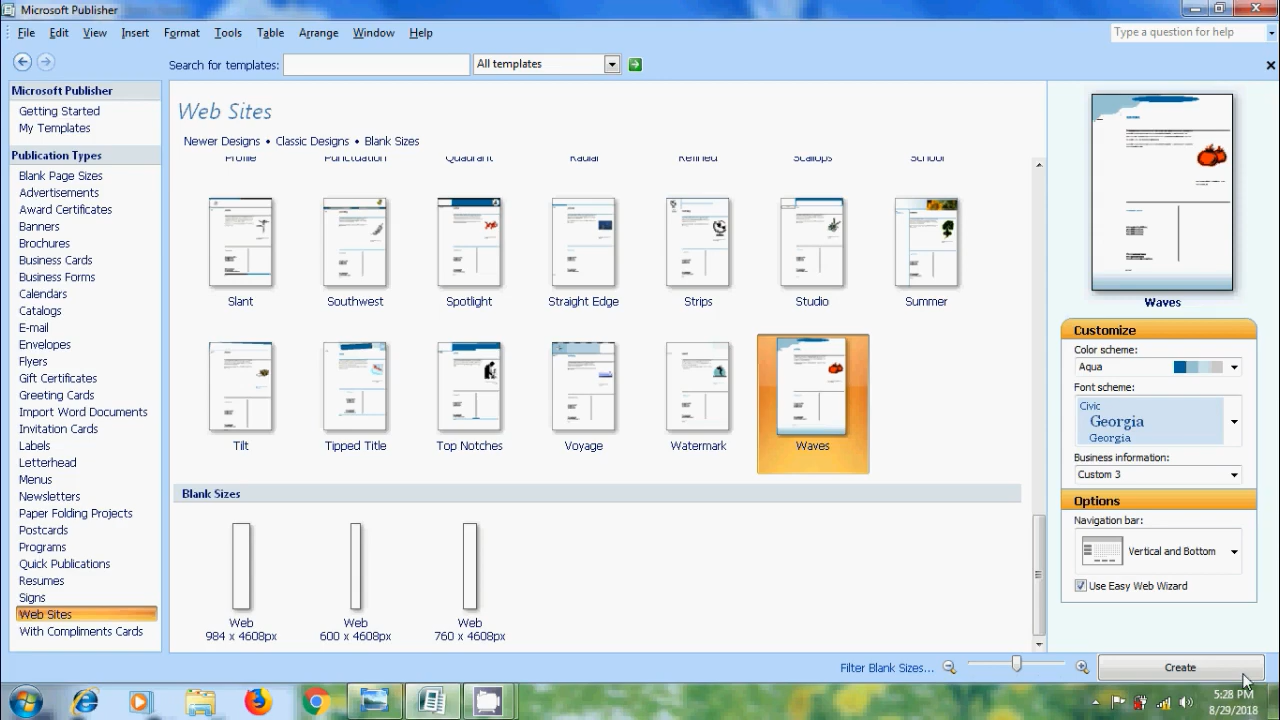 Microsoft Publisher
File Edit View Insert Format Tools Table Arrange Window Help
Type a question for help
Search for templates:
All templates
Microsoft Publisher
Getting Started
My Templates
Publication Types
Blank Page Sizes
Advertisements
Award Certificates
Banners
Brochures
Business Cards
Business Forms
Calendars
Catalogs
E-mail
Envelopes
Flyers
Gift Certificates
Greeting Cards
Import Word Documents
Invitation Cards
Labels
Letterhead
Menus
Newsletters
Paper Folding Projects
Postcards
Programs
Quick Publications
Resumes
Signs
Web Sites
With Compliments Cards
Web Sites
Newer Designs • Classic Designs • Blank Sizes
Profile Punctuation Quadrant Radial Refined Scallops School
Slant Southwest Spotlight Straight Edge Strips Studio Summer
Tilt Tipped Title Top Notches Voyage Watermark Waves
Blank Sizes
Web Web Web
984 x 4608px 600 x 4608px 760 x 4608px
Waves
Customize
Color scheme:
Aqua
Font scheme:
Civic
Georgia
Georgia
Business information:
Custom 3
Options
Navigation bar:
Vertical and Bottom
Use Easy Web Wizard
Filter Blank Sizes...
Create
5:28 PM
8/29/2018